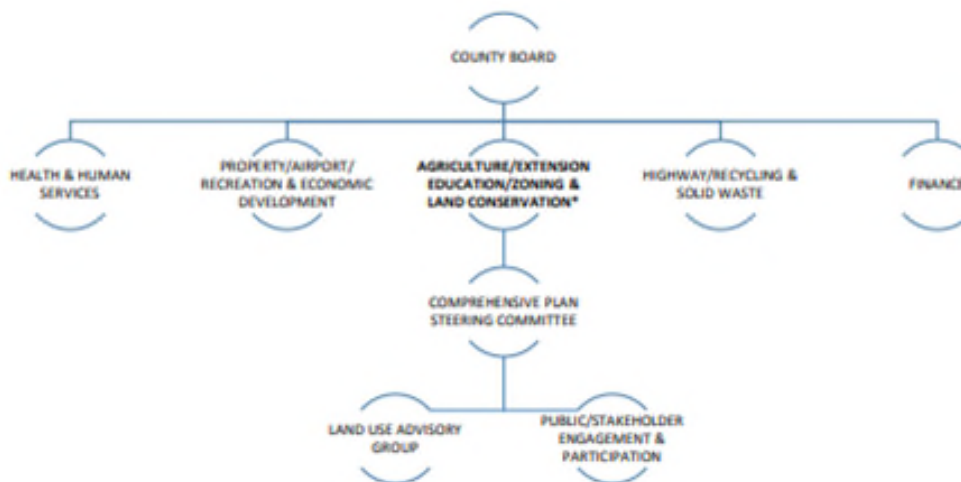 COUNTY BOARD
HEALTH & HUMAN
SERVICES
PROPERTY/AIRPORT/
RECREATION & ECONOMIC
DEVELOPMENT
AGRICULTURE/EXTENSION
EDUCATION/ZONING &
LAND CONSERVATION*
HIGHWAY/RECYCLING &
SOLID WASTE
FINANCE
COMPREHENSIVE PLAN
STEERING COMMITTEE
LAND USE ADVISORY
GROUP
PUBLIC/STAKEHOLDER
ENGAGEMENT &
PARTICIPATION